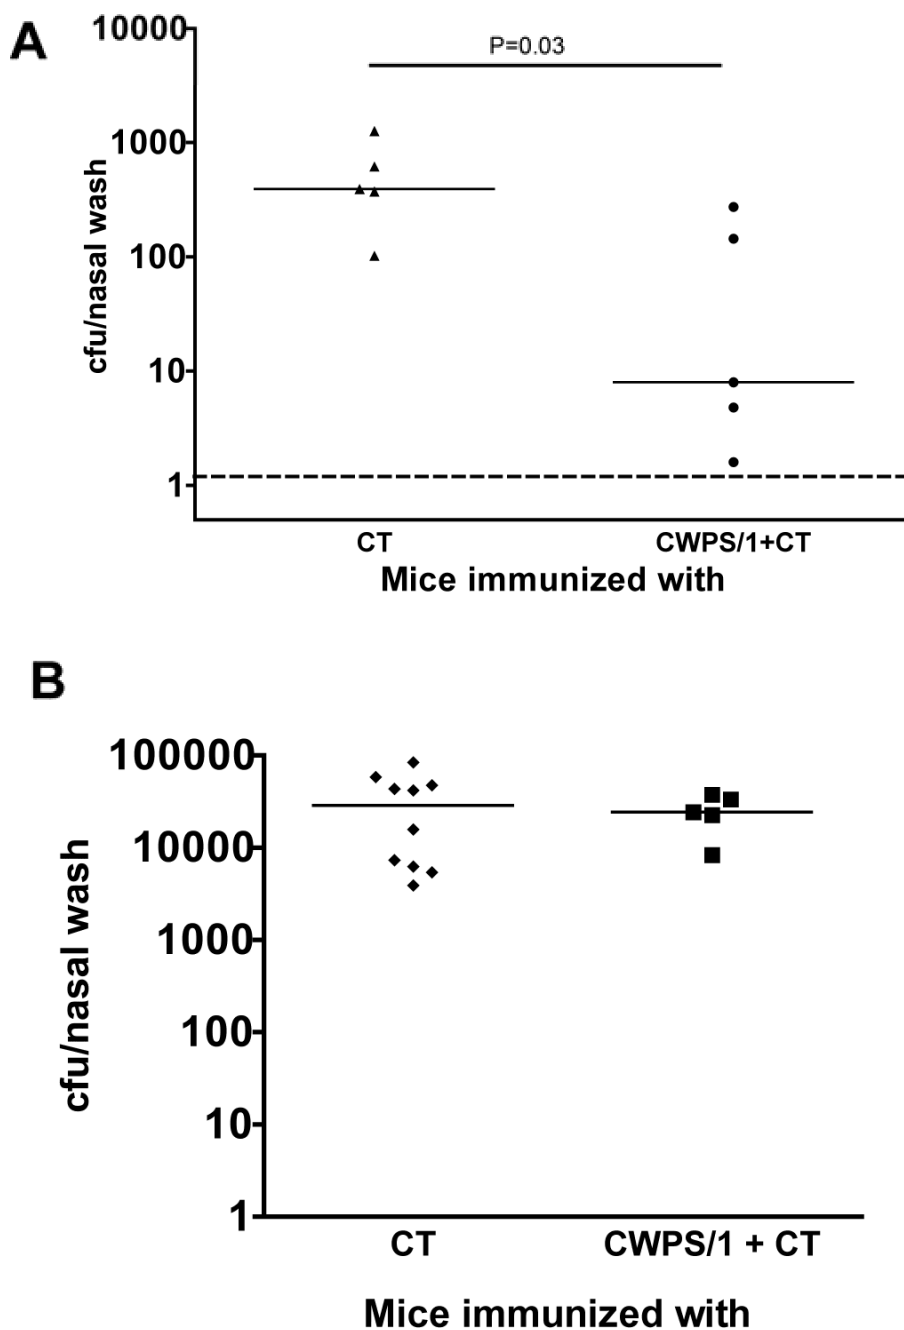 A
P=0.03
10000
1000
100
10
1
cfu/nasal wash
CT CWPS/1+CT
Mice immunized with
B
100000
10000
1000
100
10
1
cfu/nasal wash
CT CWPS/1 + CT
Mice immunized with